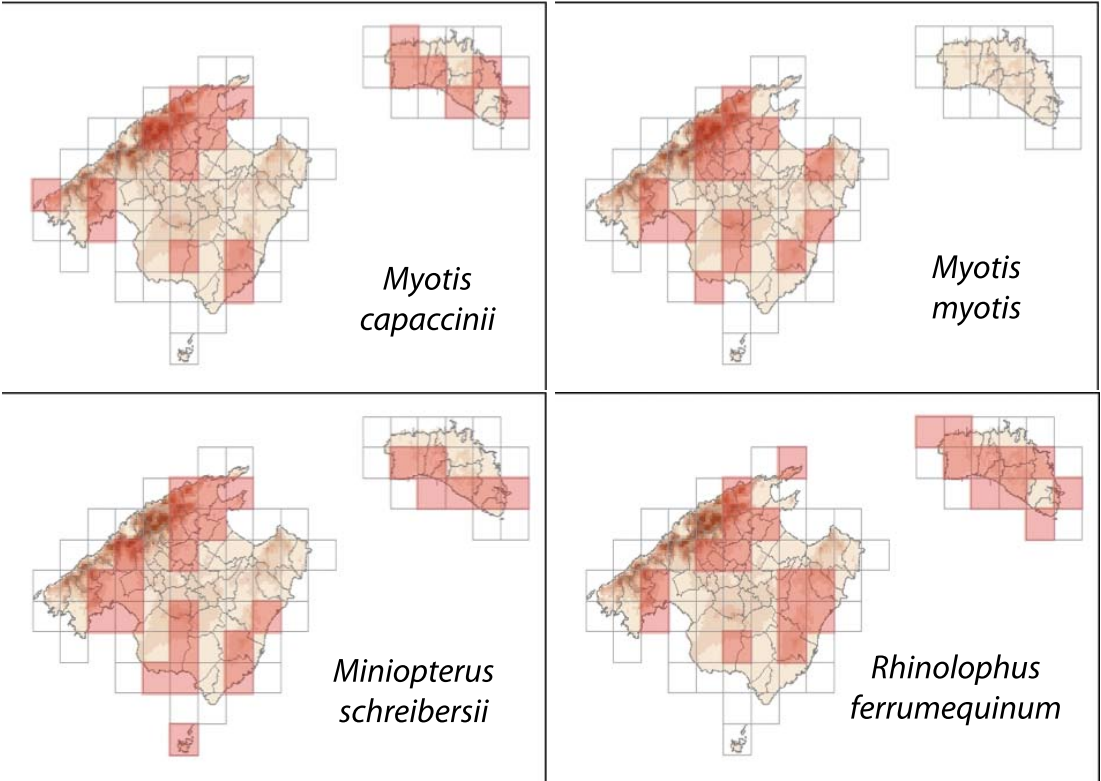 Myotis
capaccinii
Myotis
myotis
Miniopterus
schreibersii
Rhinolophus
ferrumequinum